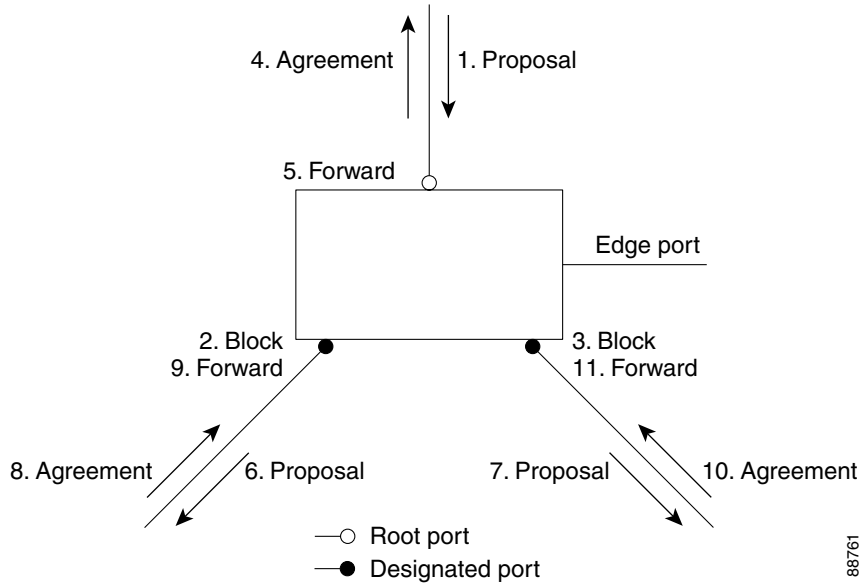 4. Agreement
1. Proposal
5. Forward
Edge port
2. Block
9. Forward
3. Block
11. Forward
8. Agreement
6. Proposal
7. Proposal
10. Agreement
Root port
Designated port
88761